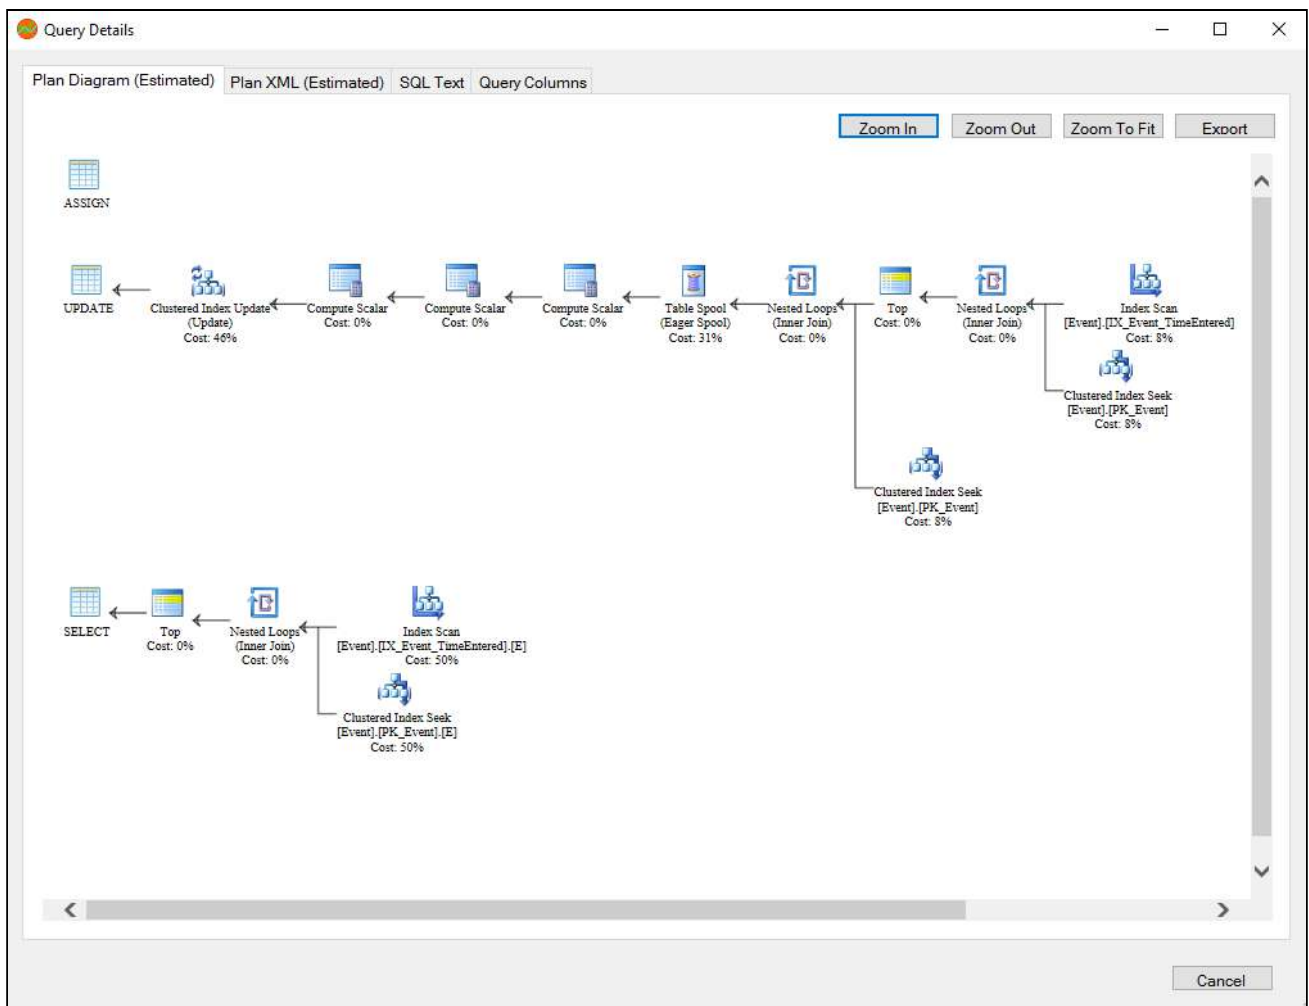 Query Details
Plan Diagram (Estimated) Plan XML (Estimated) SQL Text Query Columns
Zoom In Zoom Out Zoom To Fit Export
ASSIGN
UPDATE
Clustered Index Update
(Update)
Cost: 46%
Compute Scalar
Cost: 0%
Compute Scalar
Cost: 0%
Compute Scalar
Cost: 0%
Table Spool
(Eager Spool)
Cost: 31%
Nested Loops
(Inner Join)
Cost: 0%
Top
Cost: 0%
Nested Loops
(Inner Join)
Cost: 0%
Index Scan
[Event].[IX_Event_TimeEntered]
Cost: 8%
Clustered Index Seek
[Event].[PK_Event]
Cost: 8%
Clustered Index Seek
[Event].[PK_Event]
Cost: 8%
SELECT
Top
Cost: 0%
Nested Loops
(Inner Join)
Cost: 0%
Index Scan
[Event].[IX_Event_TimeEntered].[E]
Cost: 50%
Clustered Index Seek
[Event].[PK_Event].[E]
Cost: 50%
Cancel